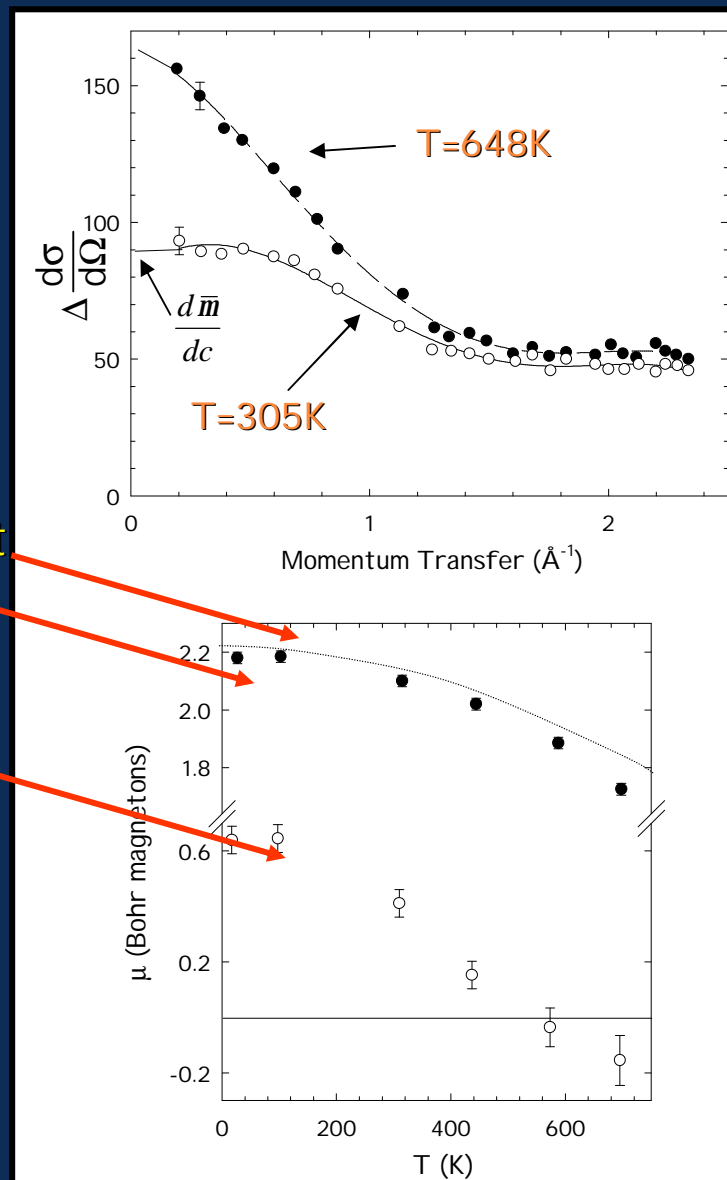 150
100
50
0
Δ dσ/dΩ
T=648K
d m̅ / dc
T=305K
0 1 2
Momentum Transfer (Å⁻¹)
t
2.2
2.0
1.8
0.6
0.2
-0.2
μ (Bohr magnetons)
0 200 400 600
T (K)